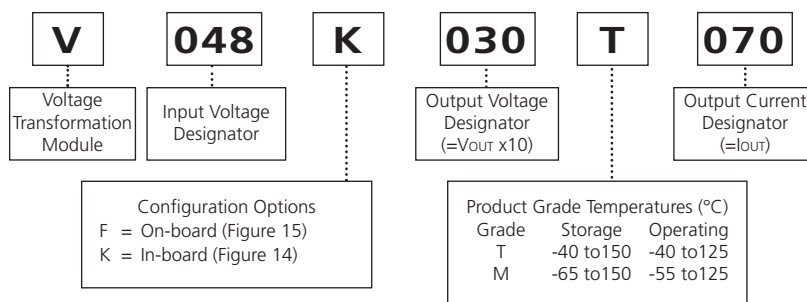 V 048 K 030 T 070
Voltage
Transformation
Module
Input Voltage
Designator
Output Voltage
Designator
(=VOUT x10)
Output Current
Designator
(=IOUT)
Configuration Options
F = On-board (Figure 15)
K = In-board (Figure 14)
Product Grade Temperatures (°C)
Grade Storage Operating
T -40 to150 -40 to125
M -65 to150 -55 to125